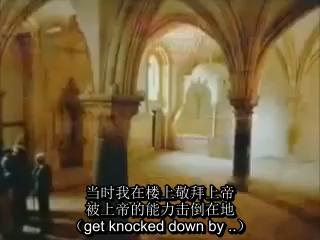 当时我在楼上敬拜上帝
被上帝的能力击倒在地
（get knocked down by ..）